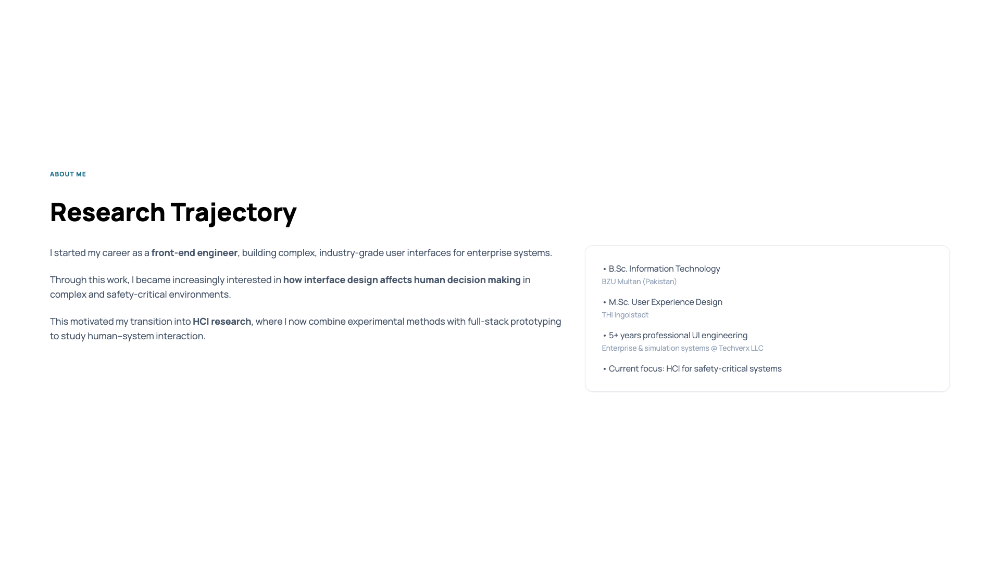 ABOUT ME
Research Trajectory
I started my career as a front-end engineer, building complex, industry-grade user interfaces for enterprise systems.
Through this work, I became increasingly interested in how interface design affects human decision making in
complex and safety-critical environments.
This motivated my transition into HCI research, where I now combine experimental methods with full-stack prototyping
to study human–system interaction.
• B.Sc. Information Technology
BZU Multan (Pakistan)
• M.Sc. User Experience Design
THI Ingolstadt
• 5+ years professional UI engineering
Enterprise & simulation systems @ Techverx LLC
• Current focus: HCI for safety-critical systems